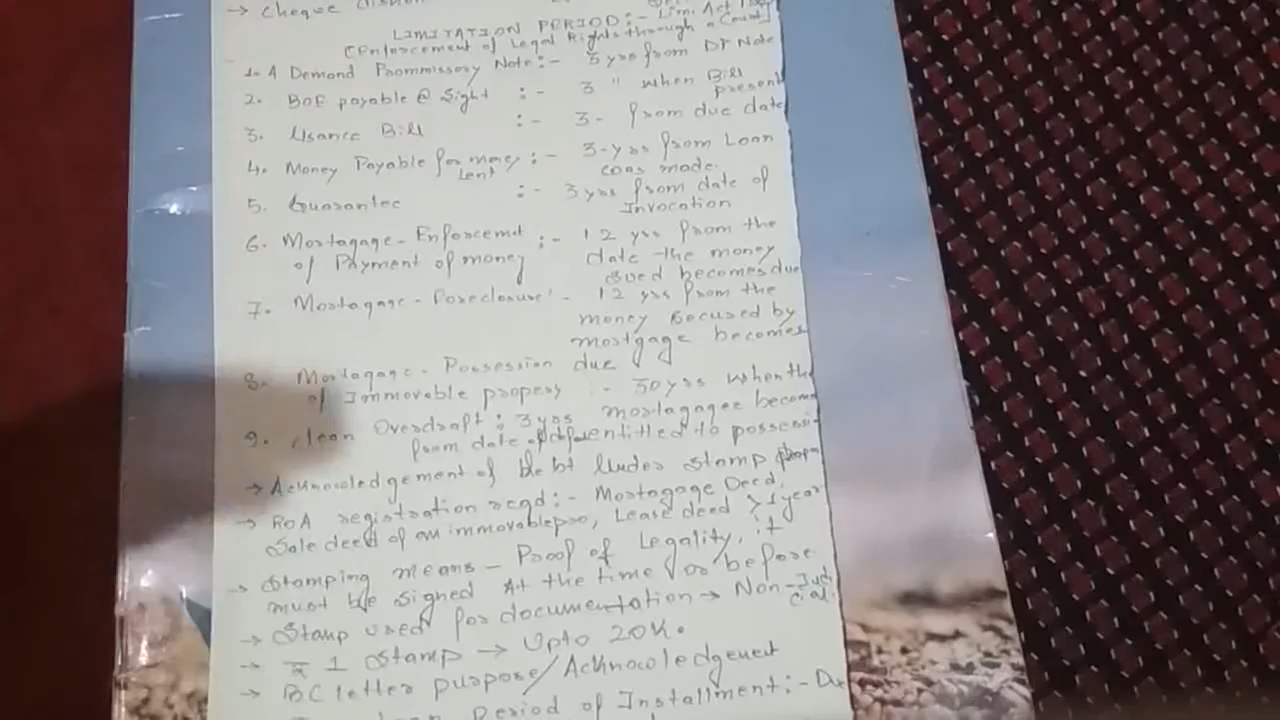 → Cheque
LIMITATION PERIOD :- Lim. Act
(Enforcement of Legal Rights through a Court)
1. A Demand Prommissory Note :- 3 yrs from DP Note
2. BOE payable @ Sight :- 3 " when Bill present
3. Usance Bill :- 3- from due date
4. Money Payable for money lent :- 3-yrs from Loan
was made.
5. Guarantee :- 3 yrs from date of
Invocation
6. Mortagage - Enforcemet :- 12 yrs from the
of Payment of money date the money
sued becomes due
7. Mortagage - Foreclosure :- 12 yrs from the
money secured by
mortgage becomes
8. Mortagage - Possession due
of Immovable propery :- 30 yrs when the
9. Clean Overdraft : 3 yrs mortagagee become
from date of entitled to possessi
→ Acknowledgement of Debt Under Stamp
→ ROA registration reqd :- Mortagage Deed,
Sale deed of an immovable pro, Lease deed > 1 year
→ Stamping means - Proof of Legality, it
must be signed At the time or before
→ Stamp used for documentation → Non-Judicial
→ ₹ 1 Stamp → Upto 20K.
→ BC letter purpose/Acknowledgement
Period of Installment :-